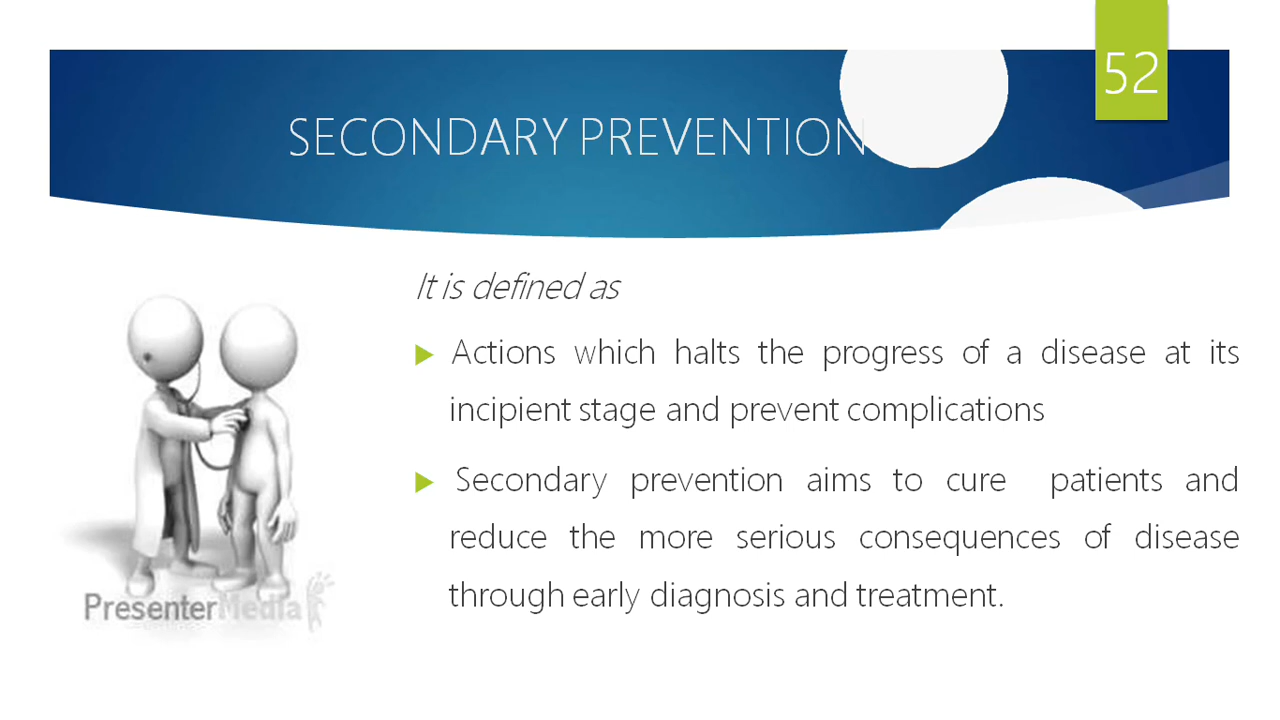 52
SECONDARY PREVENTION
It is defined as
Actions which halts the progress of a disease at its
incipient stage and prevent complications
Secondary prevention aims to cure patients and
reduce the more serious consequences of disease
through early diagnosis and treatment.
PresenterMedia